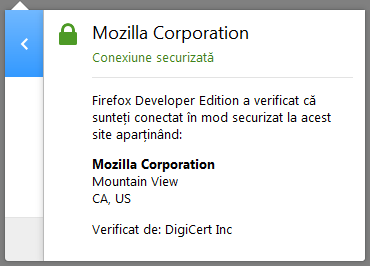 Mozilla Corporation
Conexiune securizată
Firefox Developer Edition a verificat că
sunteți conectat în mod securizat la acest
site aparținând:
Mozilla Corporation
Mountain View
CA, US
Verificat de: DigiCert Inc